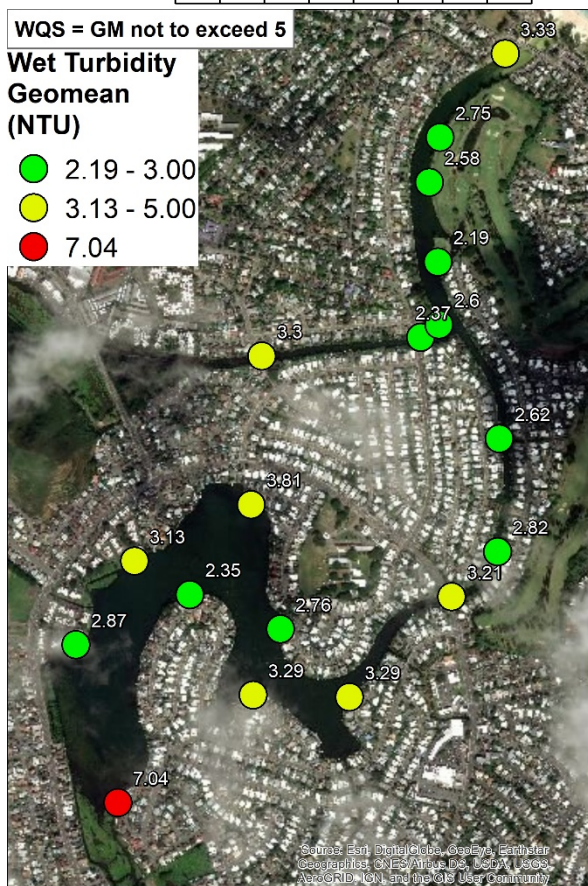 WQS = GM not to exceed 5
Wet Turbidity
Geomean
(NTU)
2.19 - 3.00
3.13 - 5.00
7.04
3.33
2.75
2.58
2.19
2.6
2.37
3.3
2.62
3.81
2.82
3.13
3.21
2.35
2.87
2.76
3.29
3.29
7.04
Source: Esri, DigitalGlobe, GeoEye, Earthstar
Geographics, CNES/Airbus DS, USDA, USGS,
AeroGRID, IGN, and the GIS User Community